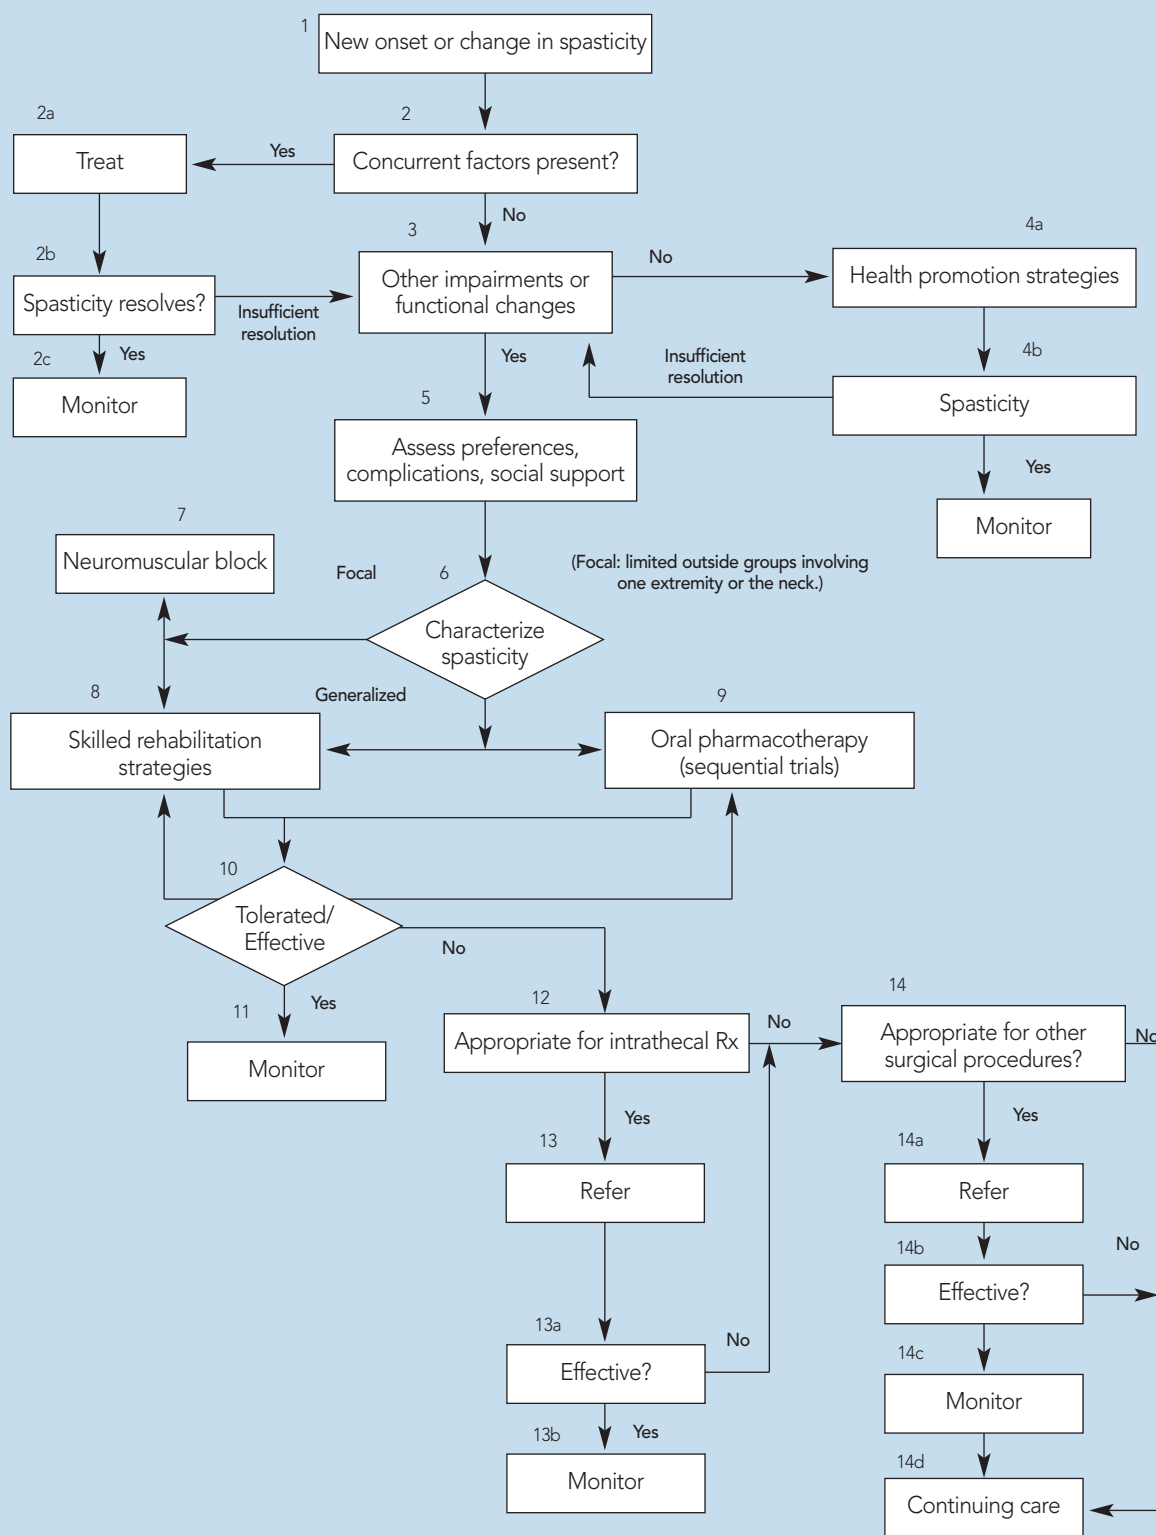 1
New onset or change in spasticity
2
2a
Treat
Yes
Concurrent factors present?
No
3
2b
Spasticity resolves?
Insufficient
resolution
Other impairments or
functional changes
No
4a
Health promotion strategies
2c
Yes
Monitor
Yes
Insufficient
resolution
4b
Spasticity
5
Assess preferences,
complications, social support
Yes
Monitor
7
Neuromuscular block
Focal
6
(Focal: limited outside groups involving
one extremity or the neck.)
Characterize
spasticity
8
Generalized
9
Skilled rehabilitation
strategies
Oral pharmacotherapy
(sequential trials)
10
Tolerated/
Effective
No
11
Yes
Monitor
12
Appropriate for intrathecal Rx
No
14
Appropriate for other
surgical procedures?
No
Yes
13
Refer
Yes
14a
Refer
14b
No
Effective?
13a
Effective?
No
14c
Monitor
13b
Yes
Monitor
14d
Continuing care